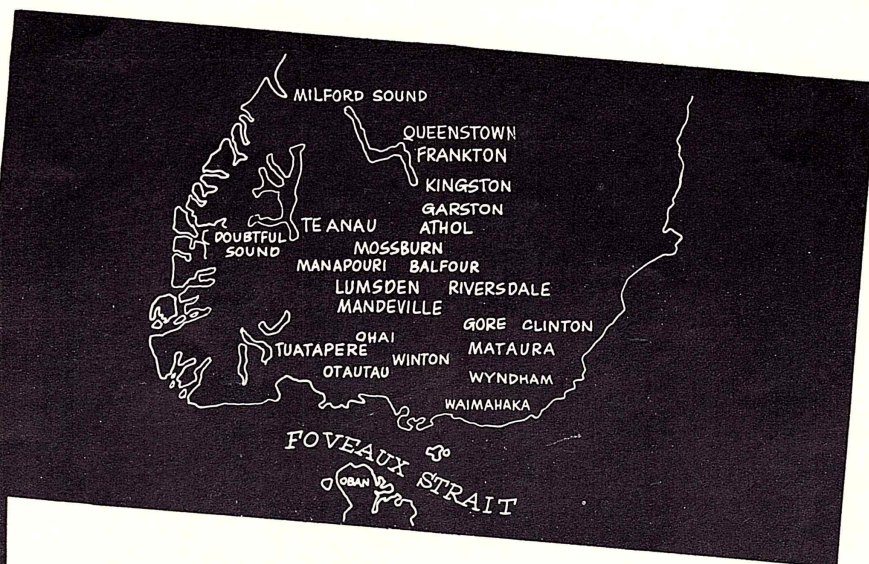 MILFORD SOUND
QUEENSTOWN
FRANKTON
KINGSTON
GARSTON
TE ANAU ATHOL
DOUBTFUL
SOUND
MOSSBURN
MANAPOURI BALFOUR
LUMSDEN RIVERSDALE
MANDEVILLE
GORE CLINTON
OHAI
TUATAPERE WINTON MATAURA
OTAUTAU WYNDHAM
WAIMAHAKA
FOVEAUX STRAIT
OBAN